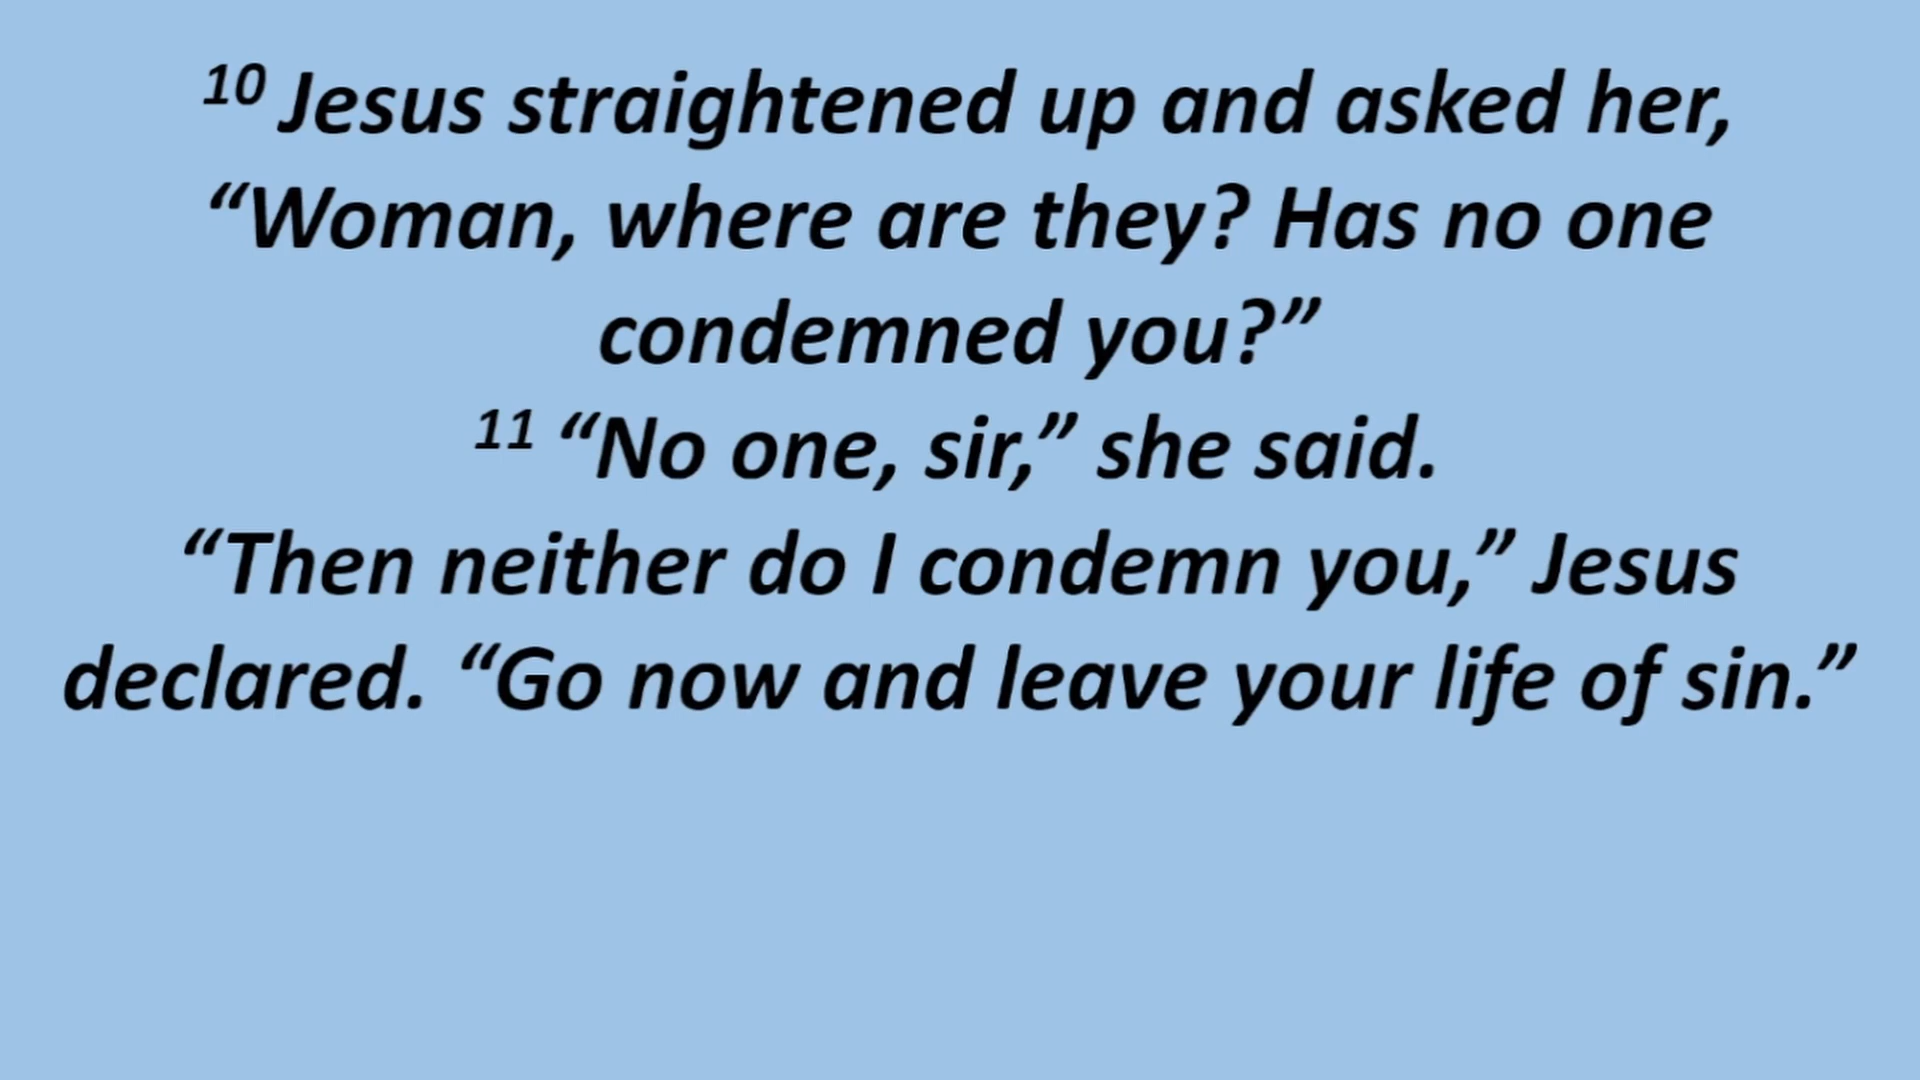 10 Jesus straightened up and asked her,
“Woman, where are they? Has no one
condemned you?”
11 “No one, sir,” she said.
“Then neither do I condemn you,” Jesus
declared. “Go now and leave your life of sin.”